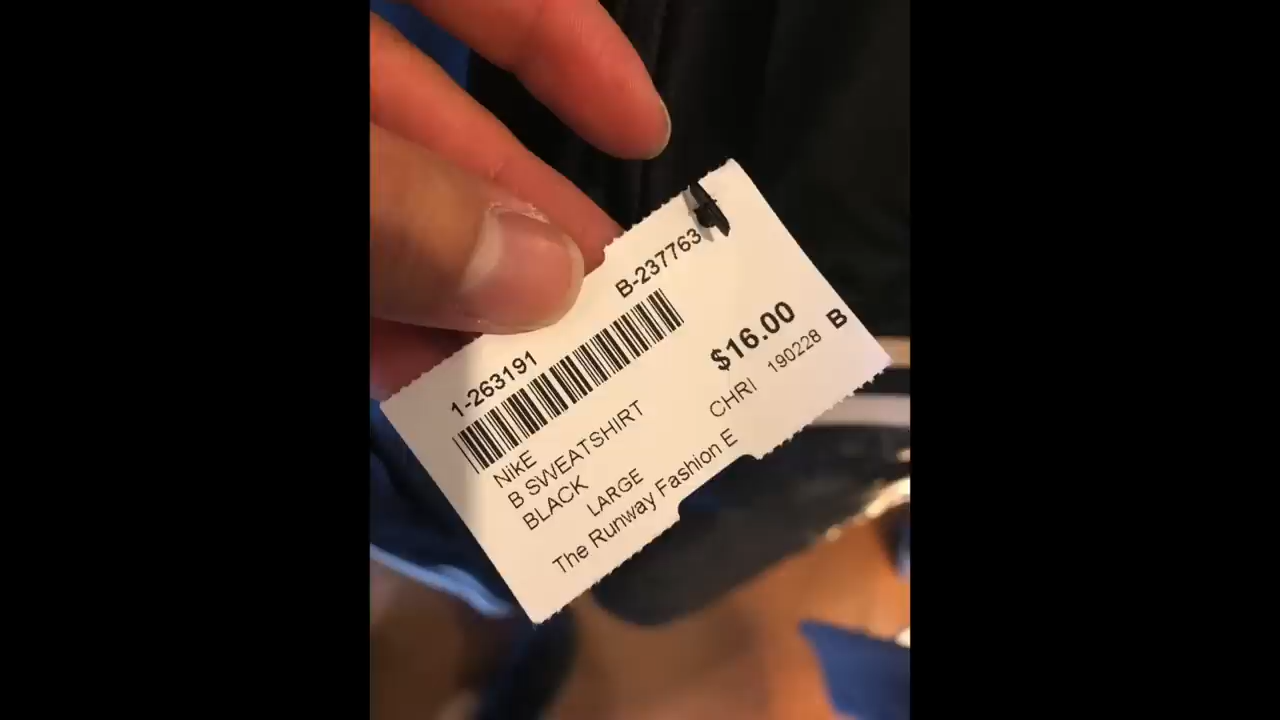 1-263191 B-237763
$16.00
NikE
B SWEATSHIRT CHRI 190228 B
BLACK LARGE
The Runway Fashion E